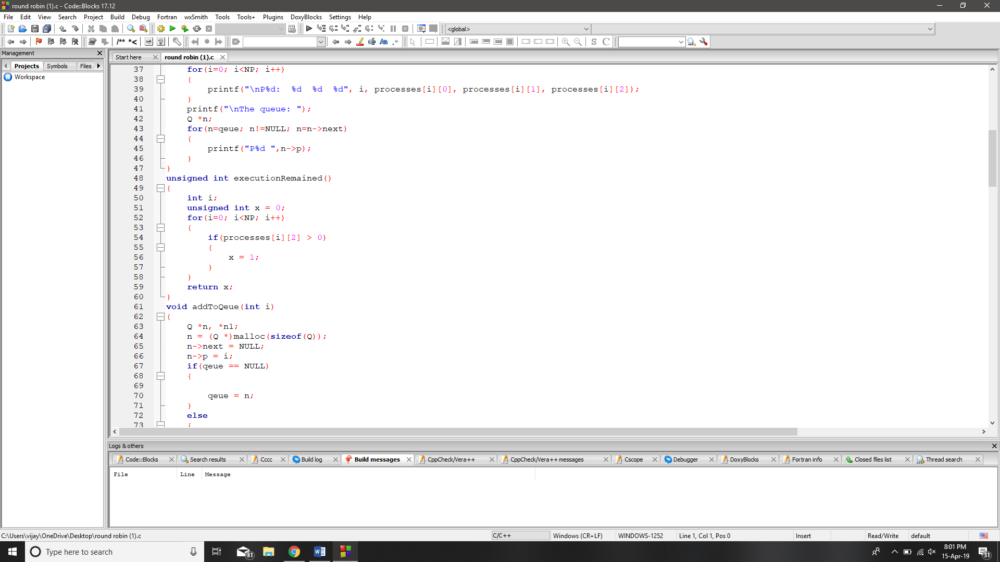 round robin (1).c - Code::Blocks 17.12
File Edit View Search Project Build Debug Fortran wxSmith Tools Tools+ Plugins DoxyBlocks Settings Help
<global>
/** *<
Aa .*
S C
Management
Projects Symbols Files
Workspace
Start here round robin (1).c
37 for(i=0; i<NP; i++)
38 {
39 printf("\nP%d:  %d  %d  %d", i, processes[i][0], processes[i][1], processes[i][2]);
40 }
41 printf("\nThe queue: ");
42 Q *n;
43 for(n=qeue; n!=NULL; n=n->next)
44 {
45 printf("P%d ",n->p);
46 }
47 }
48 unsigned int executionRemained()
49 {
50 int i;
51 unsigned int x = 0;
52 for(i=0; i<NP; i++)
53 {
54 if(processes[i][2] > 0)
55 {
56 x = 1;
57 }
58 }
59 return x;
60 }
61 void addToQeue(int i)
62 {
63 Q *n, *n1;
64 n = (Q *)malloc(sizeof(Q));
65 n->next = NULL;
66 n->p = i;
67 if(qeue == NULL)
68 {
69
70 qeue = n;
71 }
72 else
73 {
Logs & others
Code::Blocks Search results Cccc Build log Build messages CppCheck/Vera++ CppCheck/Vera++ messages Cscope Debugger DoxyBlocks Fortran info Closed files list Thread search
File Line Message
C:\Users\vijay\OneDrive\Desktop\round robin (1).c C/C++ Windows (CR+LF) WINDOWS-1252 Line 1, Col 1, Pos 0 Insert Read/Write default
Type here to search
31
8:01 PM
15-Apr-19
31